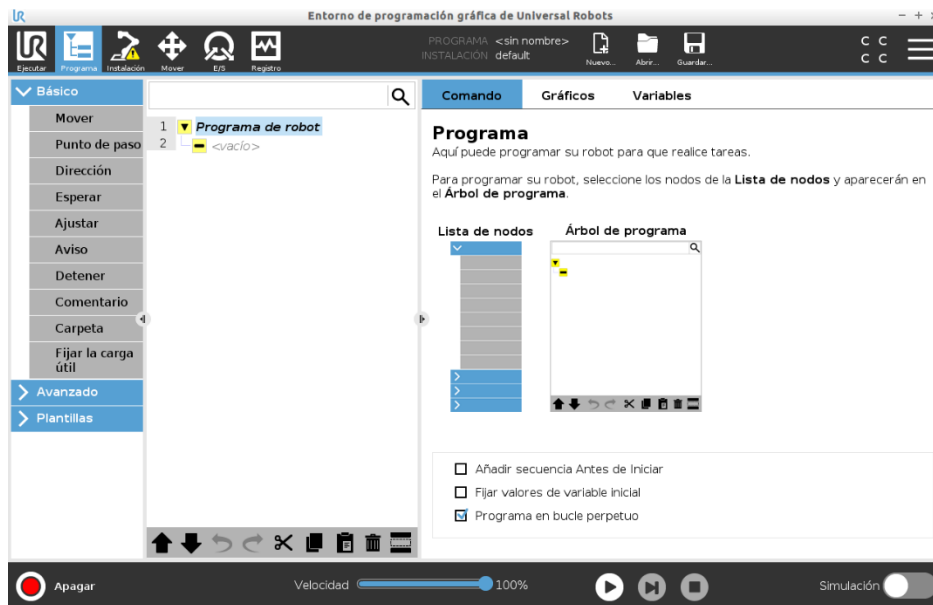 Entorno de programación gráfica de Universal Robots
Ejecutar
Programa
Instalación
Mover
E/S
Registro
PROGRAMA <sin nombre>
INSTALACIÓN default
Nuevo...
Abrir...
Guardar...
C C
C C
Básico
Mover
Punto de paso
Dirección
Esperar
Ajustar
Aviso
Detener
Comentario
Carpeta
Fijar la carga
útil
Avanzado
Plantillas
1 Programa de robot
2 <vacío>
Comando Gráficos Variables
Programa
Aquí puede programar su robot para que realice tareas.
Para programar su robot, seleccione los nodos de la Lista de nodos y aparecerán en
el Árbol de programa.
Lista de nodos Árbol de programa
Añadir secuencia Antes de Iniciar
Fijar valores de variable inicial
Programa en bucle perpetuo
Apagar
Velocidad 100%
Simulación